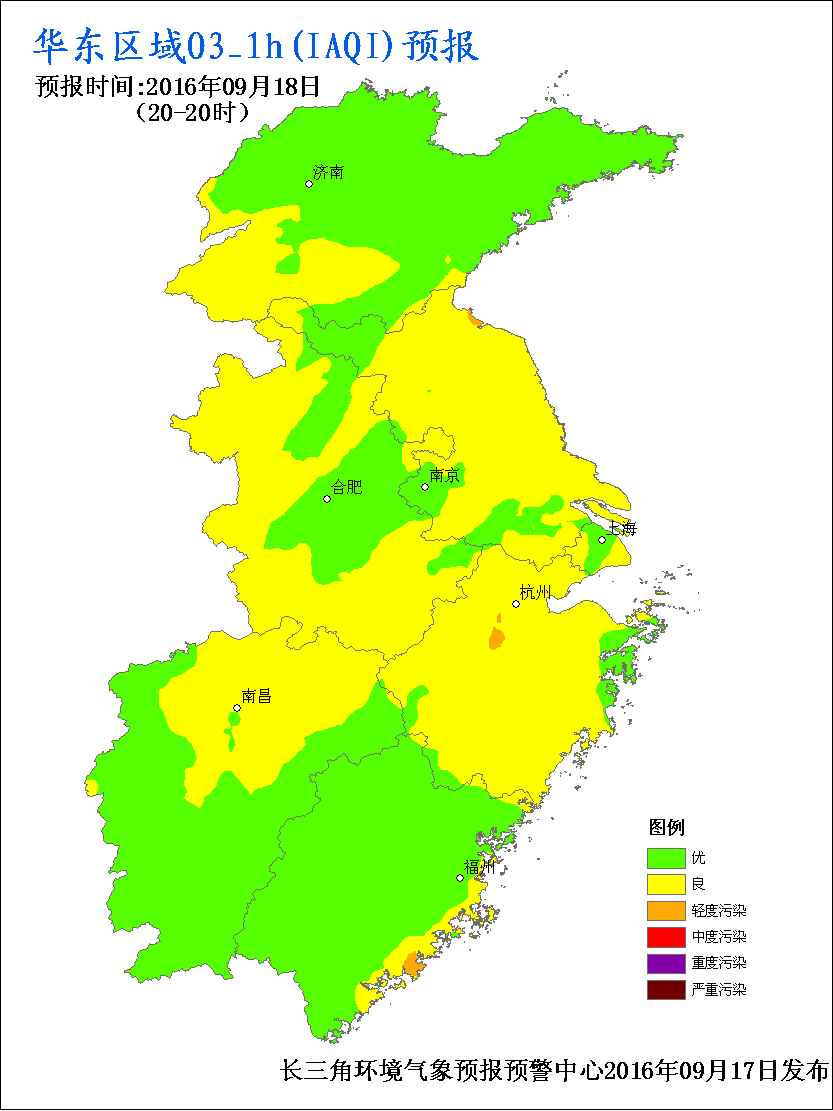 华东区域O3_1h(IAQI)预报
预报时间:2016年09月18日
(20-20时)
济南
南京
合肥
上海
杭州
南昌
图例
优
良
福州
轻度污染
中度污染
重度污染
严重污染
长三角环境气象预报预警中心2016年09月17日发布